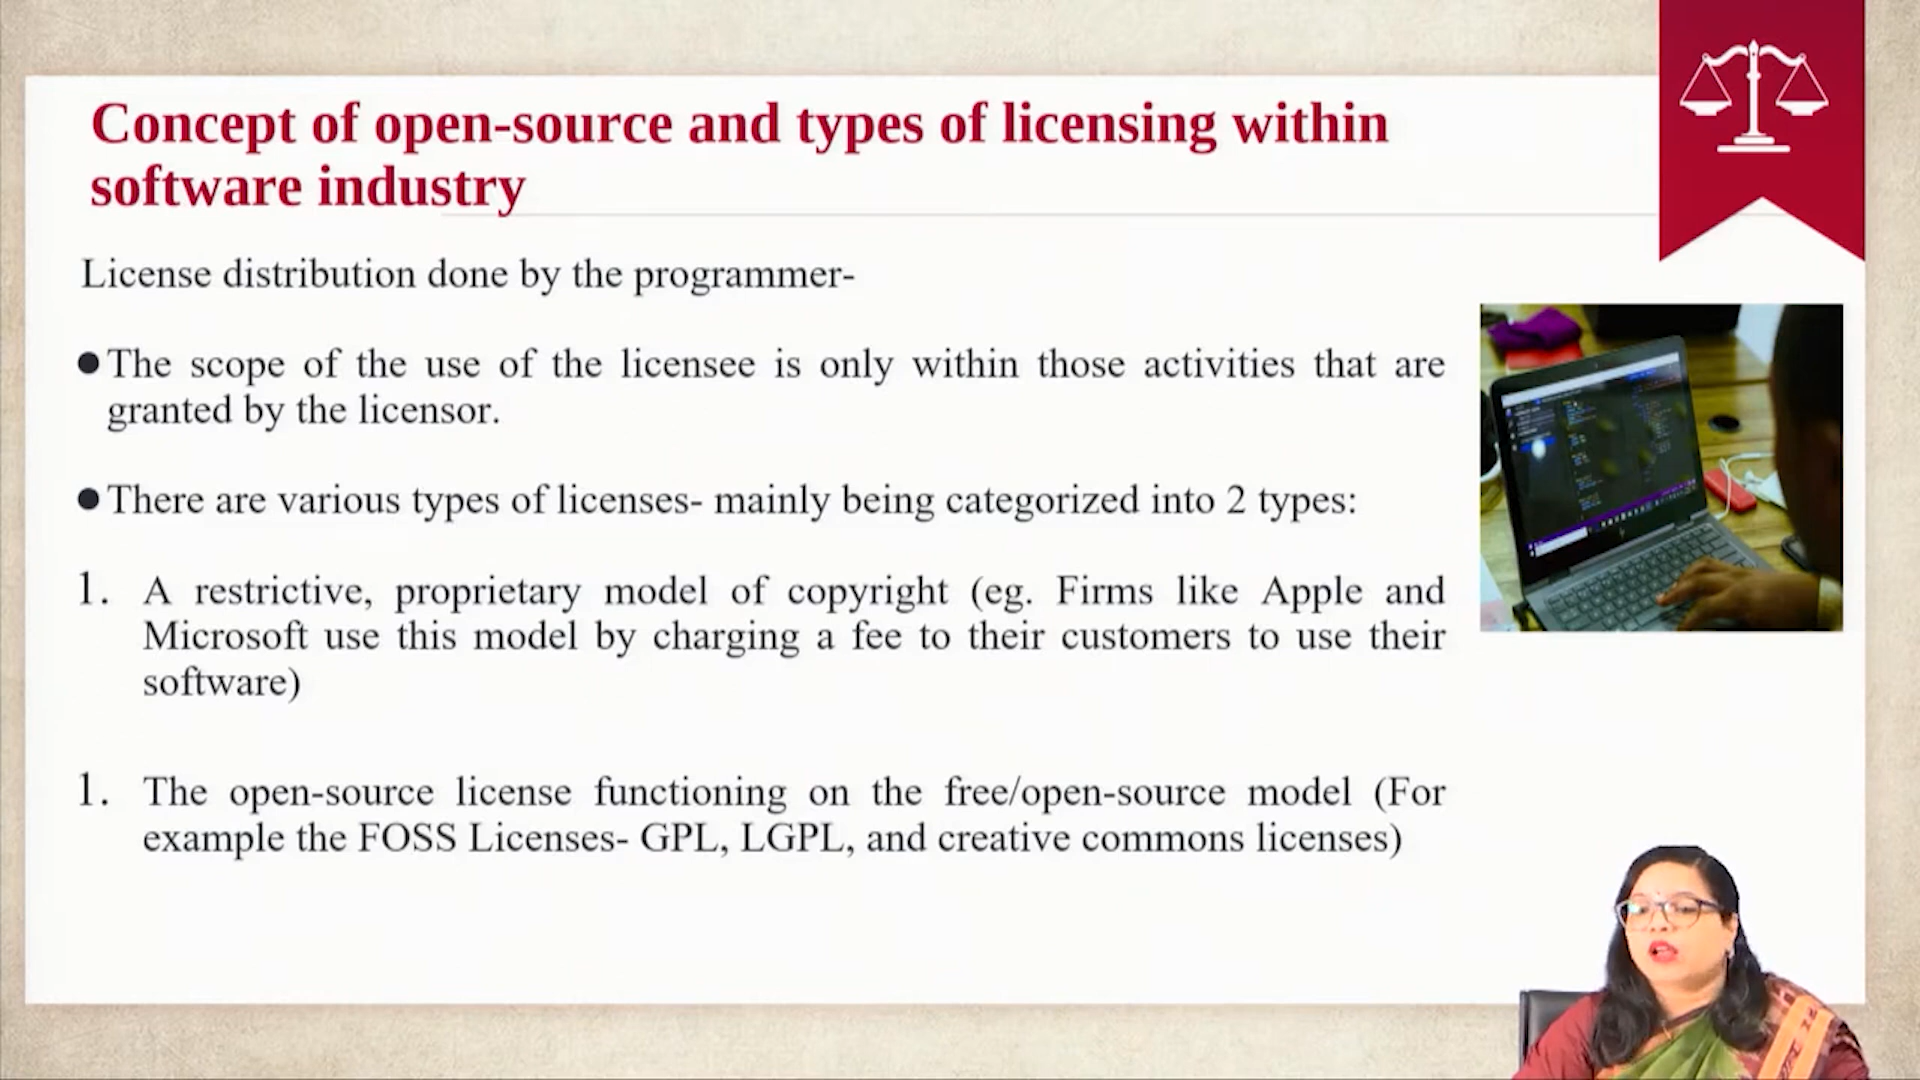 Concept of open-source and types of licensing within
software industry
License distribution done by the programmer-
●The scope of the use of the licensee is only within those activities that are
granted by the licensor.
●There are various types of licenses- mainly being categorized into 2 types:
1. A restrictive, proprietary model of copyright (eg. Firms like Apple and
Microsoft use this model by charging a fee to their customers to use their
software)
1. The open-source license functioning on the free/open-source model (For
example the FOSS Licenses- GPL, LGPL, and creative commons licenses)